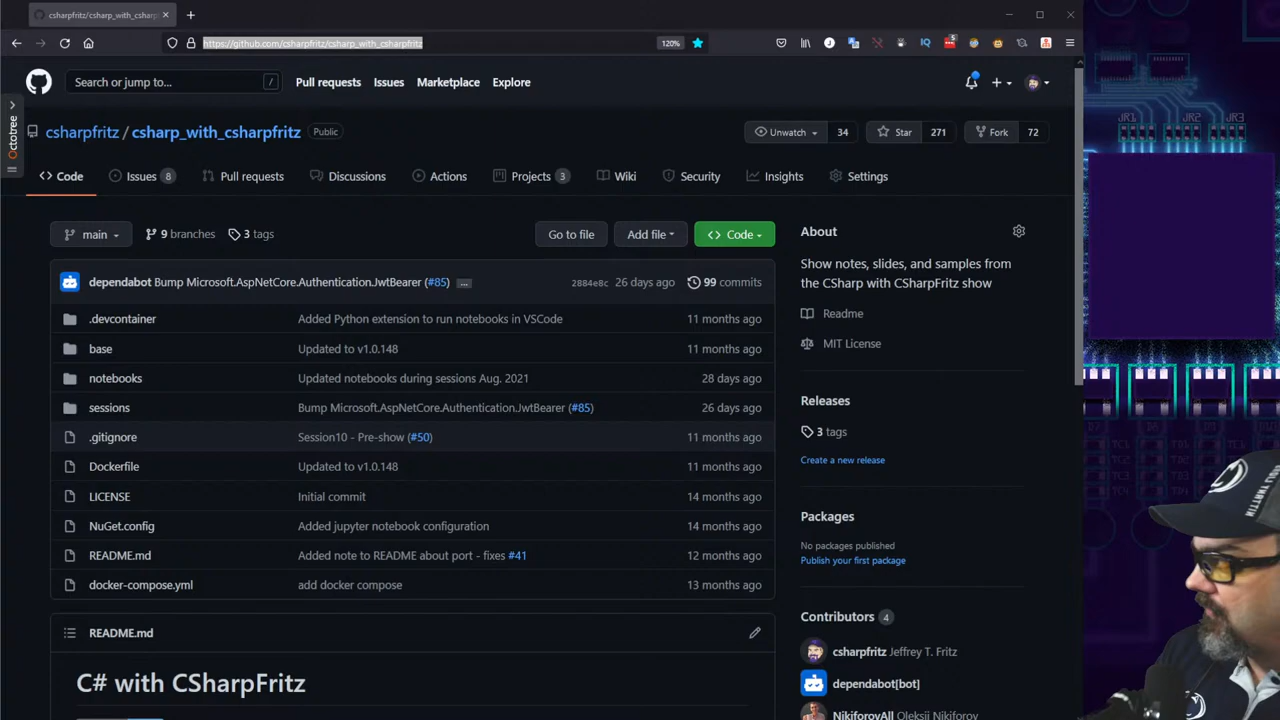 csharpfritz/csharp_with_csharpf
https://github.com/csharpfritz/csharp_with_csharpfritz
120%
5
Search or jump to...
/
Pull requests
Issues
Marketplace
Explore
Octotree
csharpfritz / csharp_with_csharpfritz
Public
Unwatch
34
Star
271
Fork
72
Code
Issues
8
Pull requests
Discussions
Actions
Projects
3
Wiki
Security
Insights
Settings
main
9 branches
3 tags
Go to file
Add file
Code
dependabot Bump Microsoft.AspNetCore.Authentication.JwtBearer (#85) ...
2884e8c 26 days ago
99 commits
.devcontainer Added Python extension to run notebooks in VSCode 11 months ago
base Updated to v1.0.148 11 months ago
notebooks Updated notebooks during sessions Aug. 2021 28 days ago
sessions Bump Microsoft.AspNetCore.Authentication.JwtBearer (#85) 26 days ago
.gitignore Session10 - Pre-show (#50) 11 months ago
Dockerfile Updated to v1.0.148 11 months ago
LICENSE Initial commit 14 months ago
NuGet.config Added jupyter notebook configuration 14 months ago
README.md Added note to README about port - fixes #41 12 months ago
docker-compose.yml add docker compose 13 months ago
README.md
C# with CSharpFritz
About
Show notes, slides, and samples from
the CSharp with CSharpFritz show
Readme
MIT License
Releases
3 tags
Create a new release
Packages
No packages published
Publish your first package
Contributors 4
csharpfritz Jeffrey T. Fritz
dependabot[bot]
NikiforovAll Oleksii Nikiforov
JR1
JR2
JR3